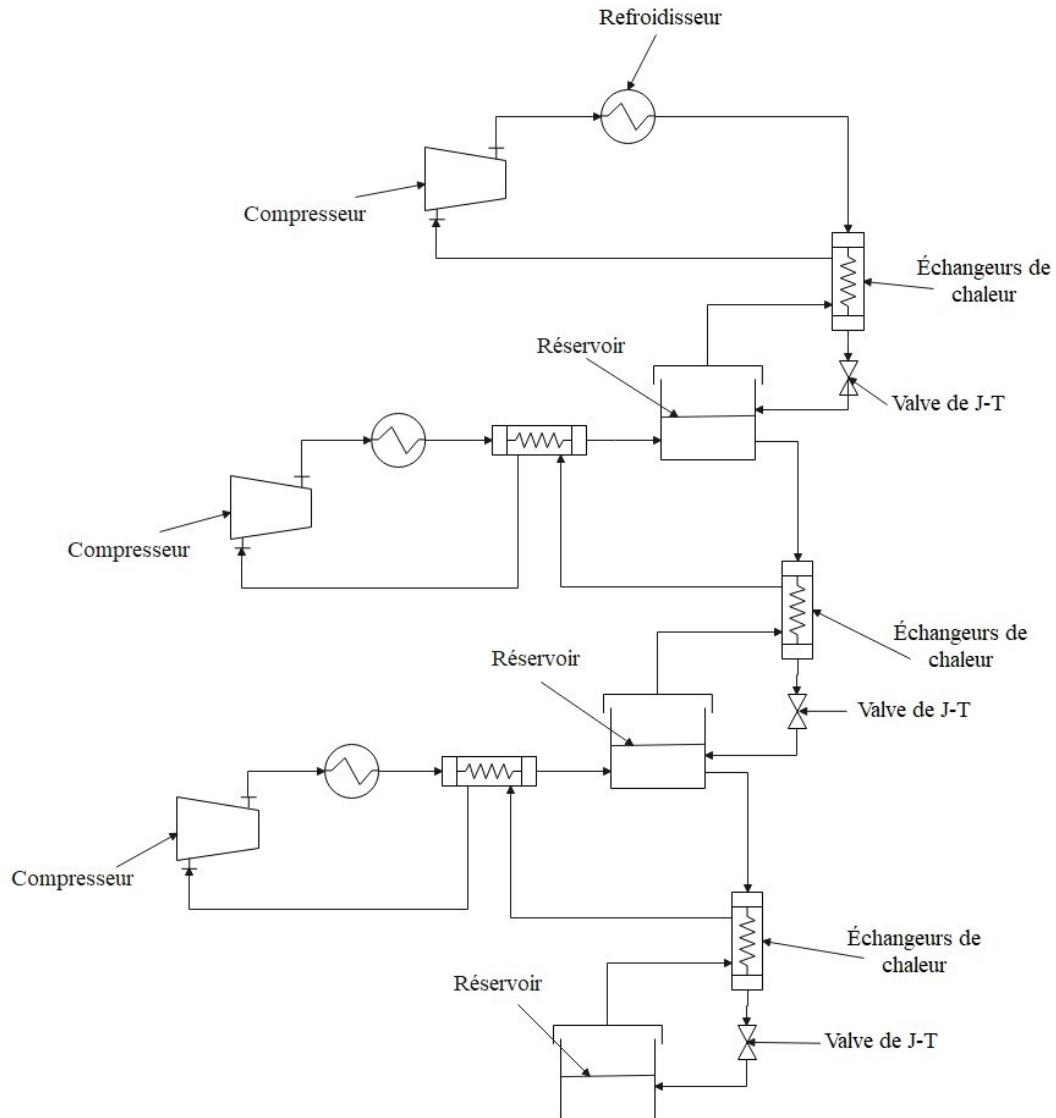 Refroidisseur
Compresseur
Échangeurs de
chaleur
Réservoir
Valve de J-T
Compresseur
Échangeurs de
chaleur
Réservoir
Valve de J-T
Compresseur
Échangeurs de
chaleur
Réservoir
Valve de J-T